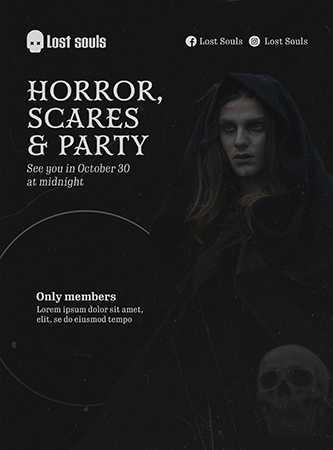 Lost souls
Lost Souls
Lost Souls
HORROR,
SCARES
& PARTY
See you in October 30
at midnight
Only members
Lorem ipsum dolor sit amet,
elit, se do eiusmod tempo